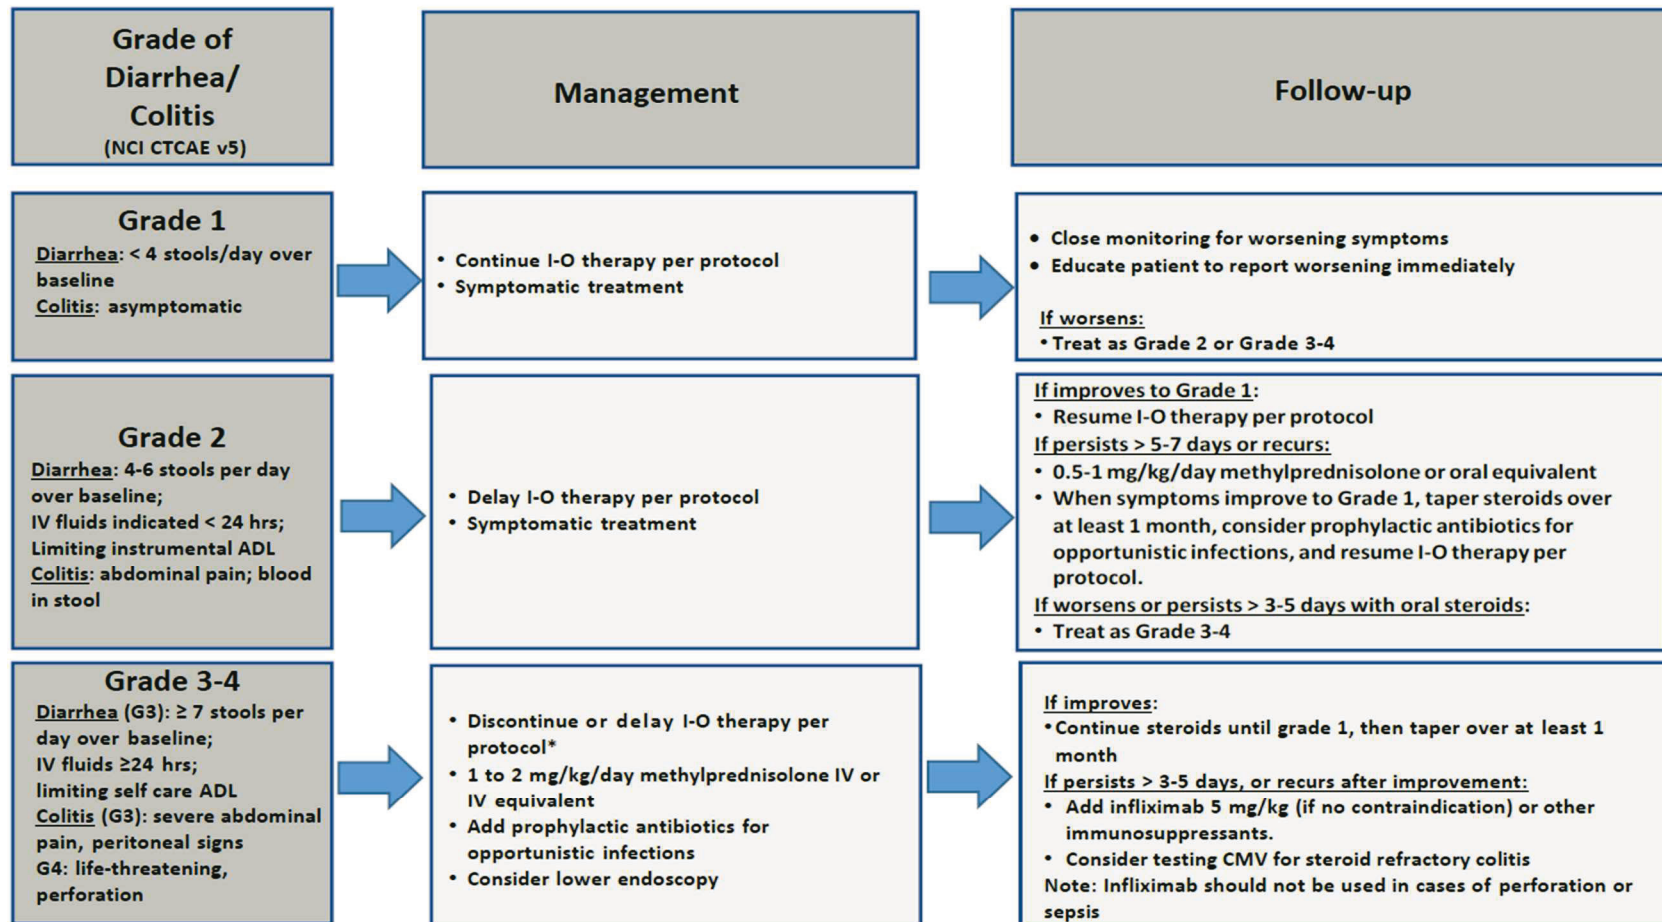 Grade of
Diarrhea/
Colitis
(NCI CTCAE v5)
Management
Follow-up
Grade 1
Diarrhea: < 4 stools/day over
baseline
Colitis: asymptomatic
• Continue I-O therapy per protocol
• Symptomatic treatment
• Close monitoring for worsening symptoms
• Educate patient to report worsening immediately
If worsens:
• Treat as Grade 2 or Grade 3-4
Grade 2
Diarrhea: 4-6 stools per day
over baseline;
IV fluids indicated < 24 hrs;
Limiting instrumental ADL
Colitis: abdominal pain; blood
in stool
• Delay I-O therapy per protocol
• Symptomatic treatment
If improves to Grade 1:
• Resume I-O therapy per protocol
If persists > 5-7 days or recurs:
• 0.5-1 mg/kg/day methylprednisolone or oral equivalent
• When symptoms improve to Grade 1, taper steroids over
at least 1 month, consider prophylactic antibiotics for
opportunistic infections, and resume I-O therapy per
protocol.
If worsens or persists > 3-5 days with oral steroids:
• Treat as Grade 3-4
Grade 3-4
Diarrhea (G3): ≥ 7 stools per
day over baseline;
IV fluids ≥24 hrs;
limiting self care ADL
Colitis (G3): severe abdominal
pain, peritoneal signs
G4: life-threatening,
perforation
• Discontinue or delay I-O therapy per
protocol*
• 1 to 2 mg/kg/day methylprednisolone IV or
IV equivalent
• Add prophylactic antibiotics for
opportunistic infections
• Consider lower endoscopy
If improves:
• Continue steroids until grade 1, then taper over at least 1
month
If persists > 3-5 days, or recurs after improvement:
• Add infliximab 5 mg/kg (if no contraindication) or other
immunosuppressants.
• Consider testing CMV for steroid refractory colitis
Note: Infliximab should not be used in cases of perforation or
sepsis